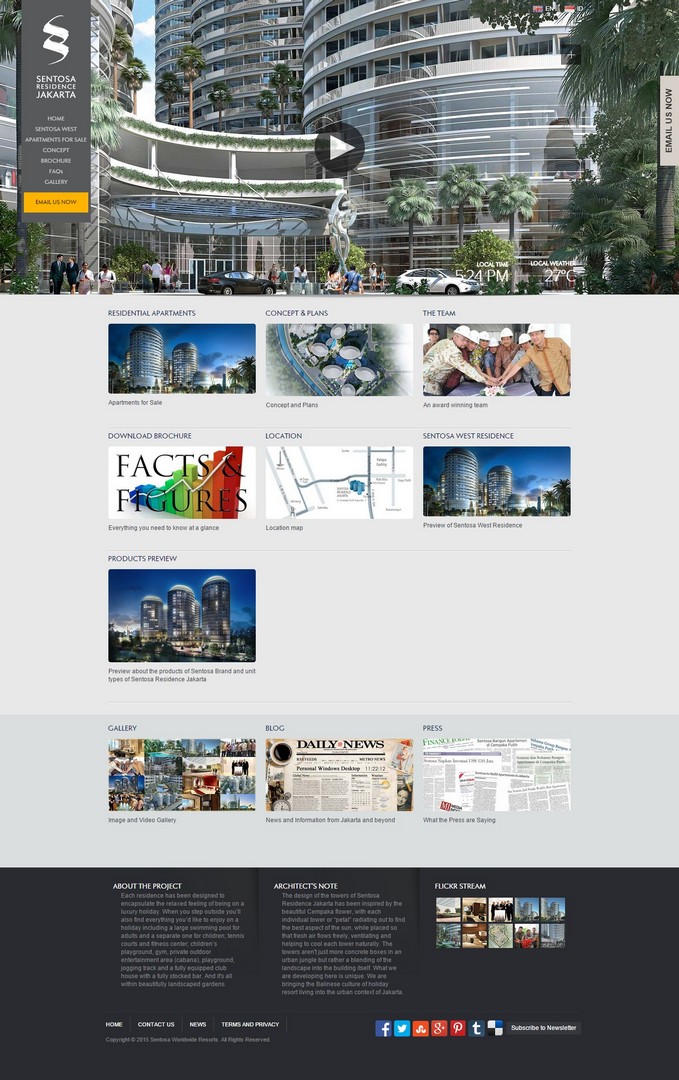 EN
ID
SENTOSA
RESIDENCE
JAKARTA
HOME
SENTOSA WEST
APARTMENTS FOR SALE
CONCEPT
BROCHURE
FAQs
GALLERY
EMAIL US NOW
EMAIL US NOW
LOCAL TIME
5:24 PM
LOCAL WEATHER
27°C
RESIDENTIAL APARTMENTS
CONCEPT & PLANS
THE TEAM
Apartments for Sale
Concept and Plans
An award winning team
DOWNLOAD BROCHURE
LOCATION
SENTOSA WEST RESIDENCE
FACTS &
FIGURES
Everything you need to know at a glance
Location map
Preview of Sentosa West Residence
PRODUCTS PREVIEW
Preview about the products of Sentosa Brand and unit
types of Sentosa Residence Jakarta
GALLERY
BLOG
PRESS
DAILY NEWS
METRO NEWS
Personal Windows Desktop 11:22:12
Image and Video Gallery
News and Information from Jakarta and beyond
What the Press are Saying
ABOUT THE PROJECT
Each residence has been designed to
encapsulate the relaxed feeling of being on a
luxury holiday. When you step outside you'll
also find everything you'd like to enjoy on a
holiday including a large swimming pool for
adults and a separate one for children; tennis
courts and fitness center; children's
playground, gym, private outdoor
entertainment area (cabana), playground,
jogging track and a fully equipped club
house with a fully stocked bar. And it's all
within beautifully landscaped gardens.
ARCHITECT'S NOTE
The design of the towers of Sentosa
Residence Jakarta has been inspired by the
beautiful Cempaka flower, with each
individual tower or "petal" radiating out to find
the best aspect of the sun, while placed so
that fresh air flows freely, ventilating and
helping to cool each tower naturally. The
towers aren't just more concrete boxes in an
urban jungle but rather a blending of the
landscape into the building itself. What we
are developing here is unique. We are
bringing the Balinese culture of holiday
resort living into the urban context of Jakarta.
FLICKR STREAM
HOME
CONTACT US
NEWS
TERMS AND PRIVACY
Subscribe to Newsletter
Copyright © 2015 Sentosa Worldwide Resorts. All Rights Reserved.